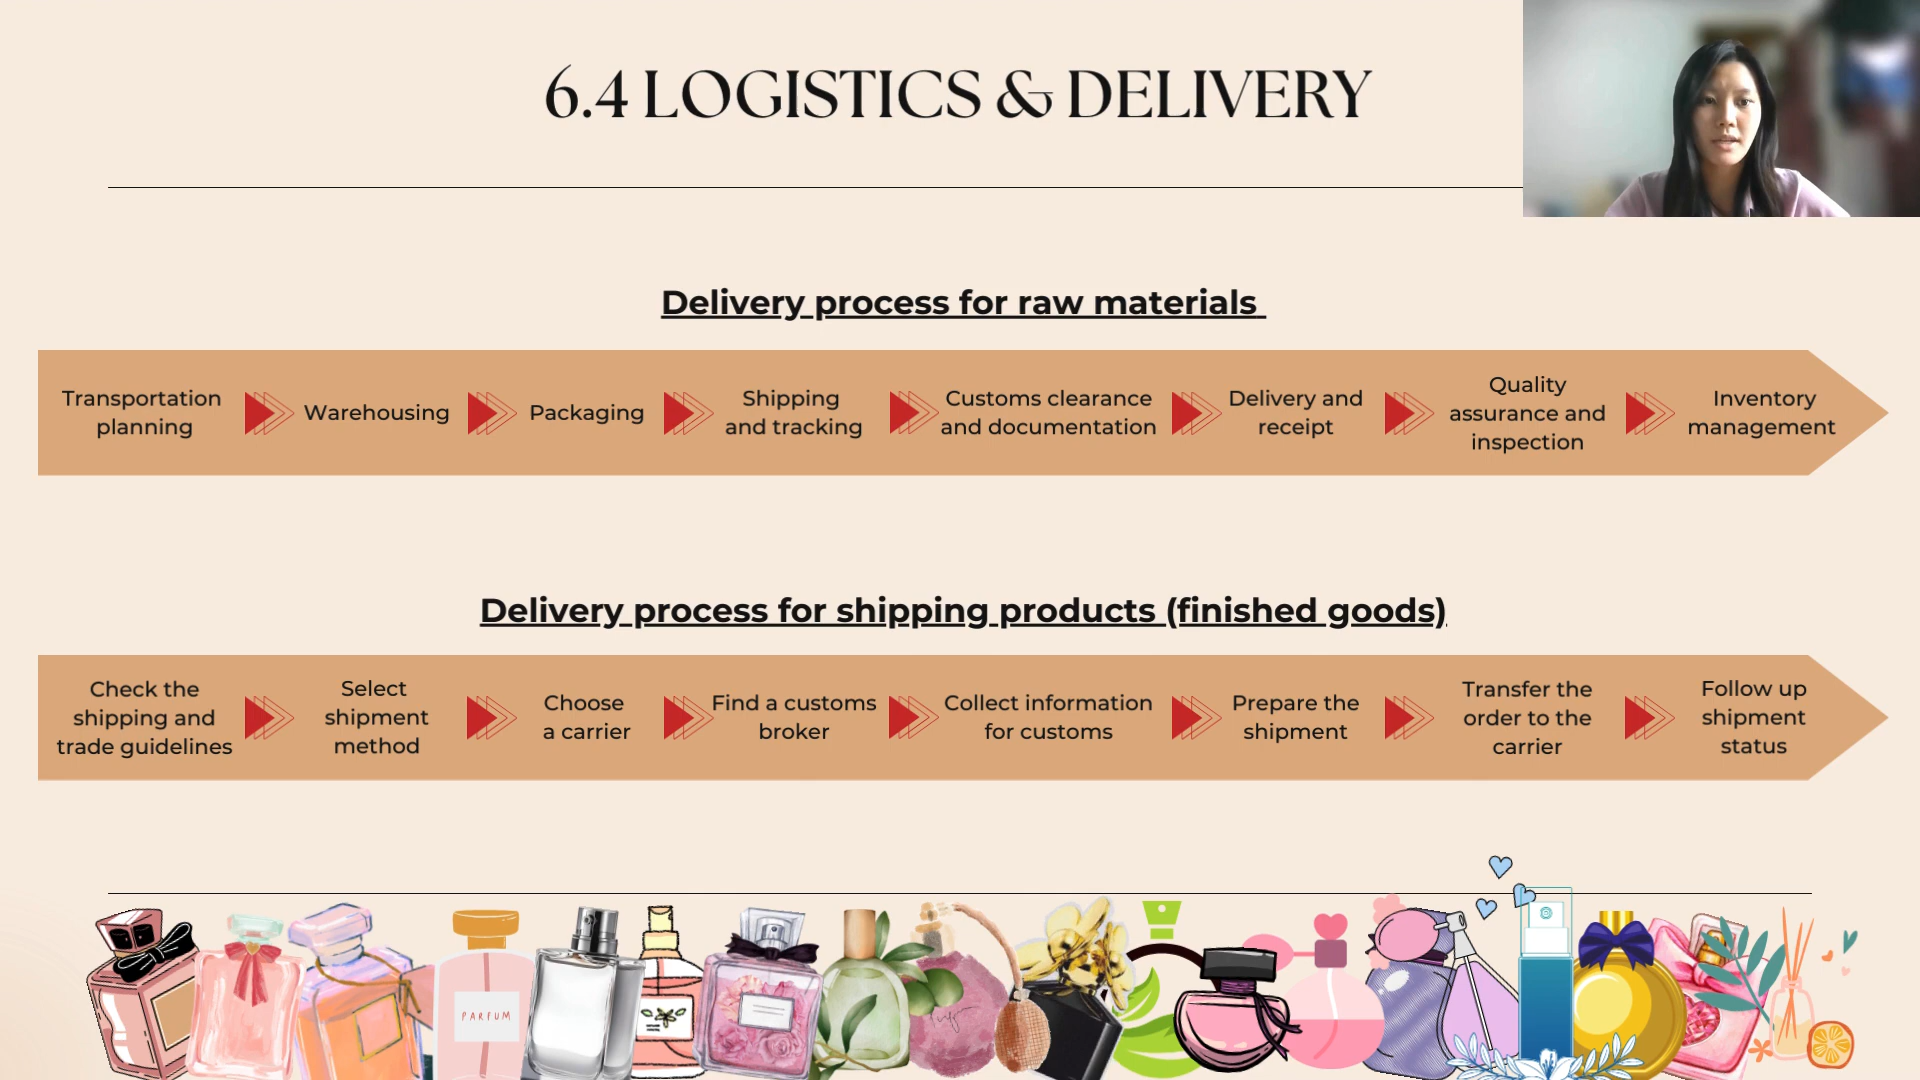 6.4 LOGISTICS & DELIVERY
Delivery process for raw materials
Transportation
planning
Warehousing
Packaging
Shipping
and tracking
Customs clearance
and documentation
Delivery and
receipt
Quality
assurance and
inspection
Inventory
management
Delivery process for shipping products (finished goods)
Check the
shipping and
trade guidelines
Select
shipment
method
Choose
a carrier
Find a customs
broker
Collect information
for customs
Prepare the
shipment
Transfer the
order to the
carrier
Follow up
shipment
status
PARFUM